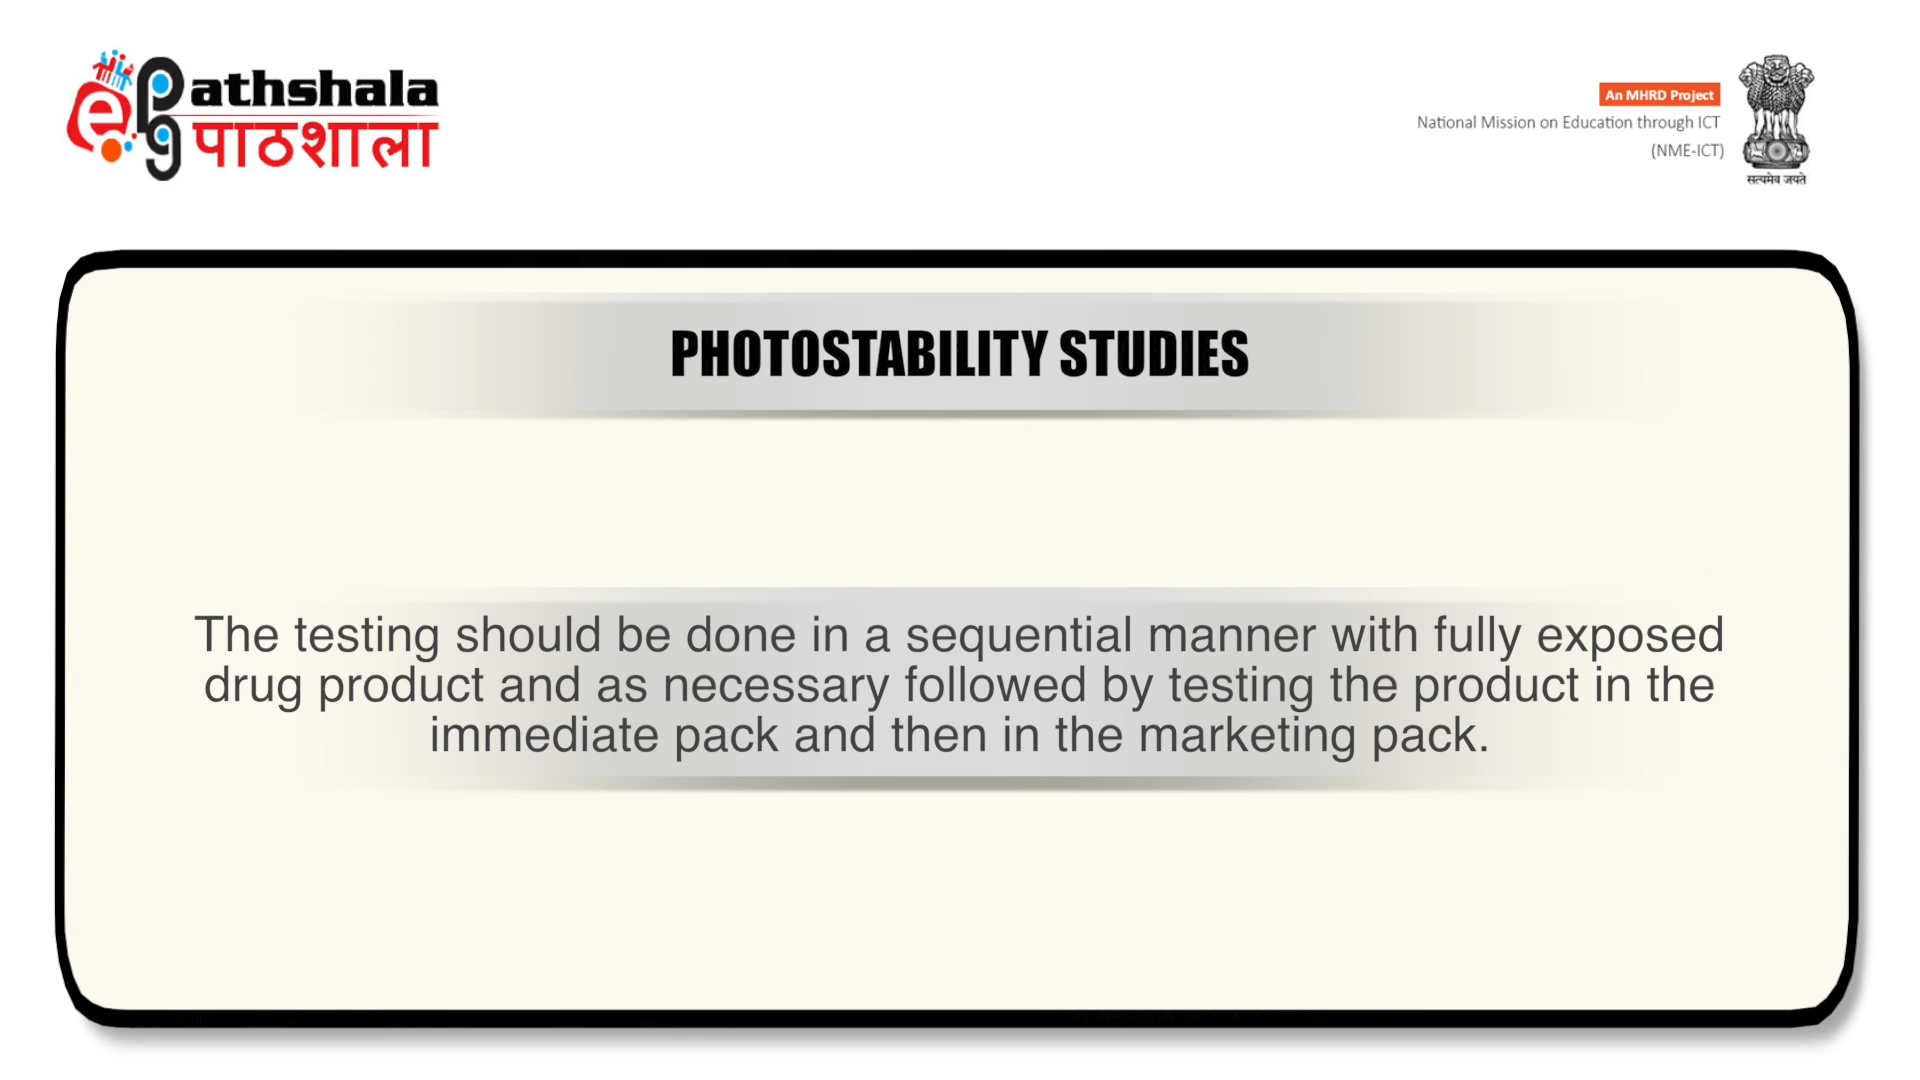 e Pg athshala
पाठशाला
An MHRD Project
National Mission on Education through ICT
(NME-ICT)
सत्यमेव जयते
PHOTOSTABILITY STUDIES
The testing should be done in a sequential manner with fully exposed
drug product and as necessary followed by testing the product in the
immediate pack and then in the marketing pack.